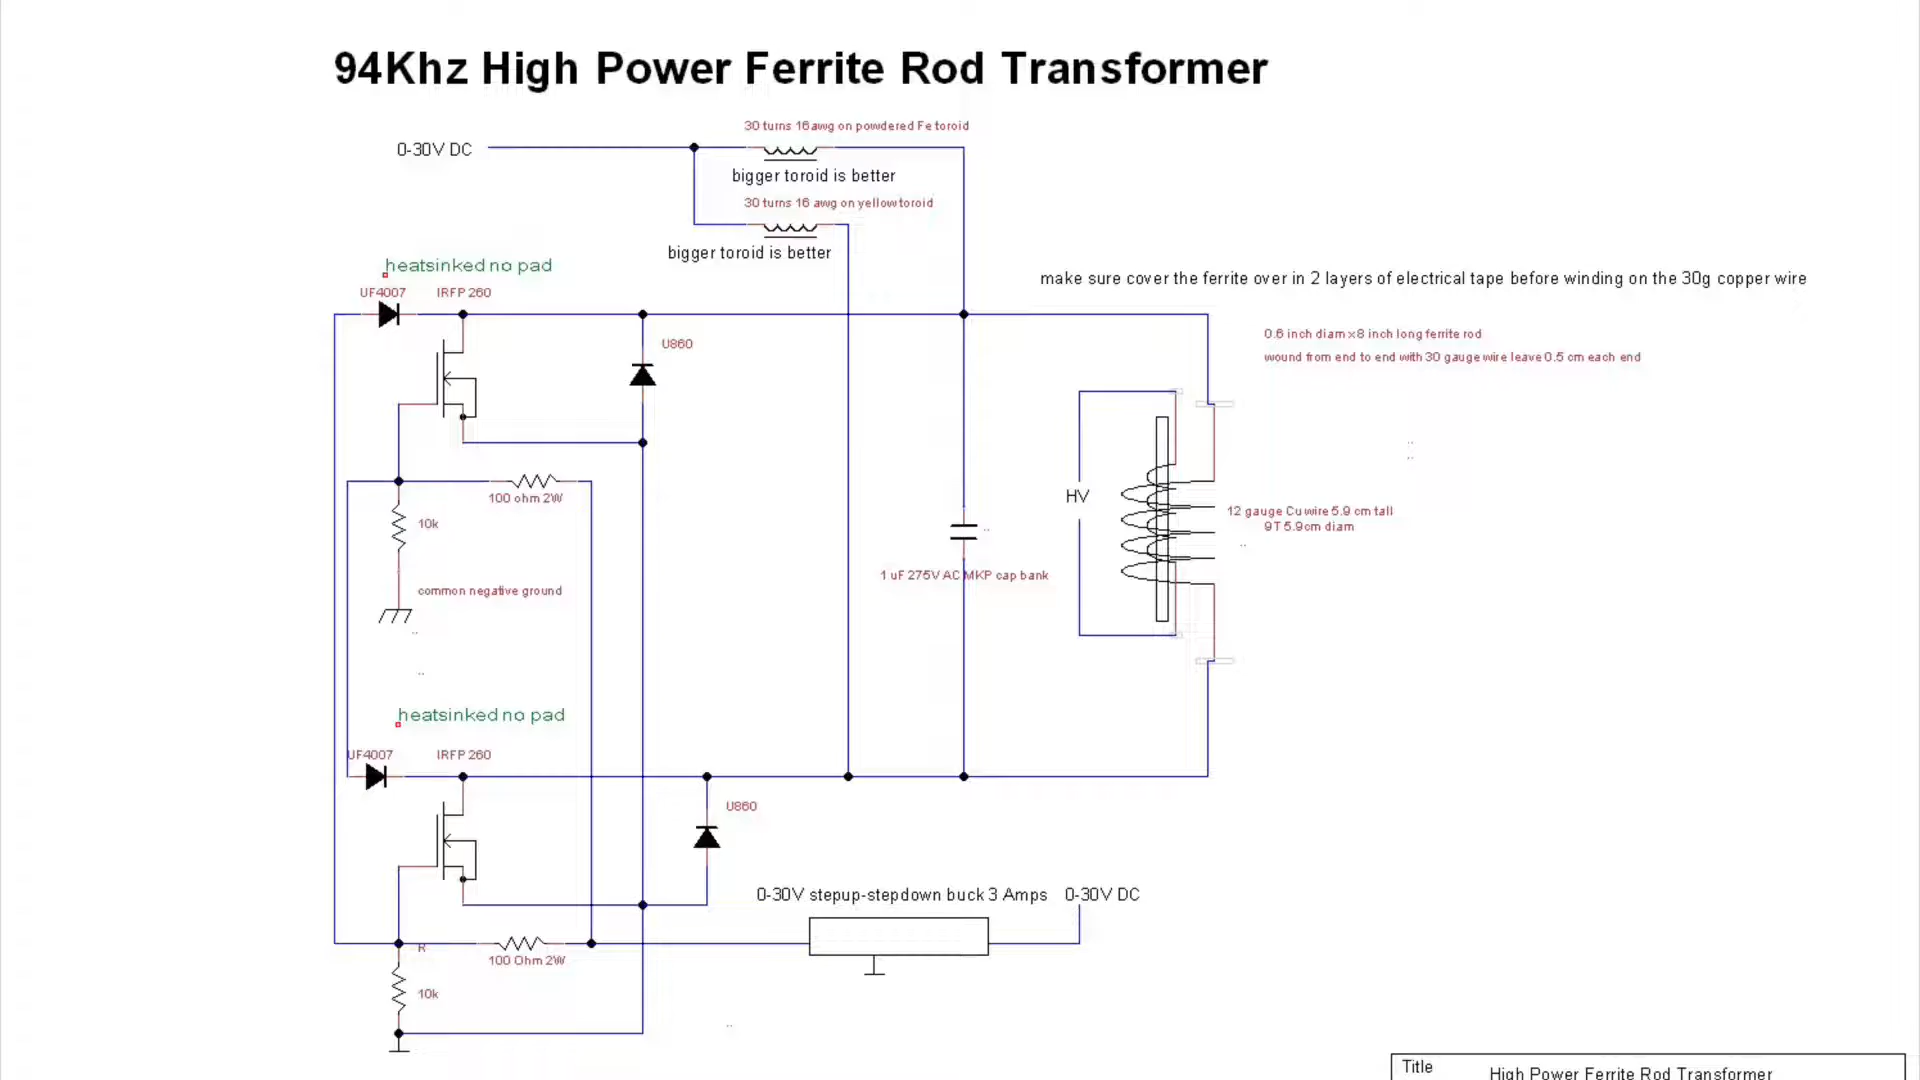 94Khz High Power Ferrite Rod Transformer
30 turns 16awg on powdered Fe toroid
0-30V DC
bigger toroid is better
30 turns 16 awg on yellow toroid
bigger toroid is better
heatsinked no pad
make sure cover the ferrite over in 2 layers of electrical tape before winding on the 30g copper wire
UF4007
IRFP 260
0.6 inch diam x 8 inch long ferrite rod
U860
wound from end to end with 30 gauge wire leave 0.5 cm each end
100 ohm 2W
HV
12 gauge Cu wire 5.9 cm tall
9T 5.9cm diam
10k
1 uF 275V AC MKP cap bank
common negative ground
heatsinked no pad
UF4007
IRFP 260
U860
0-30V stepup-stepdown buck 3 Amps
0-30V DC
R
100 Ohm 2W
10k
Title
High Power Ferrite Rod Transformer